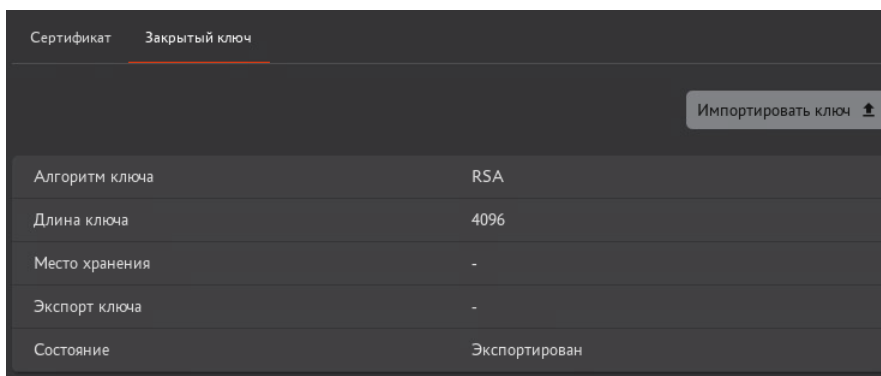 Сертификат Закрытый ключ
Импортировать ключ
Алгоритм ключа RSA
Длина ключа 4096
Место хранения -
Экспорт ключа -
Состояние Экспортирован